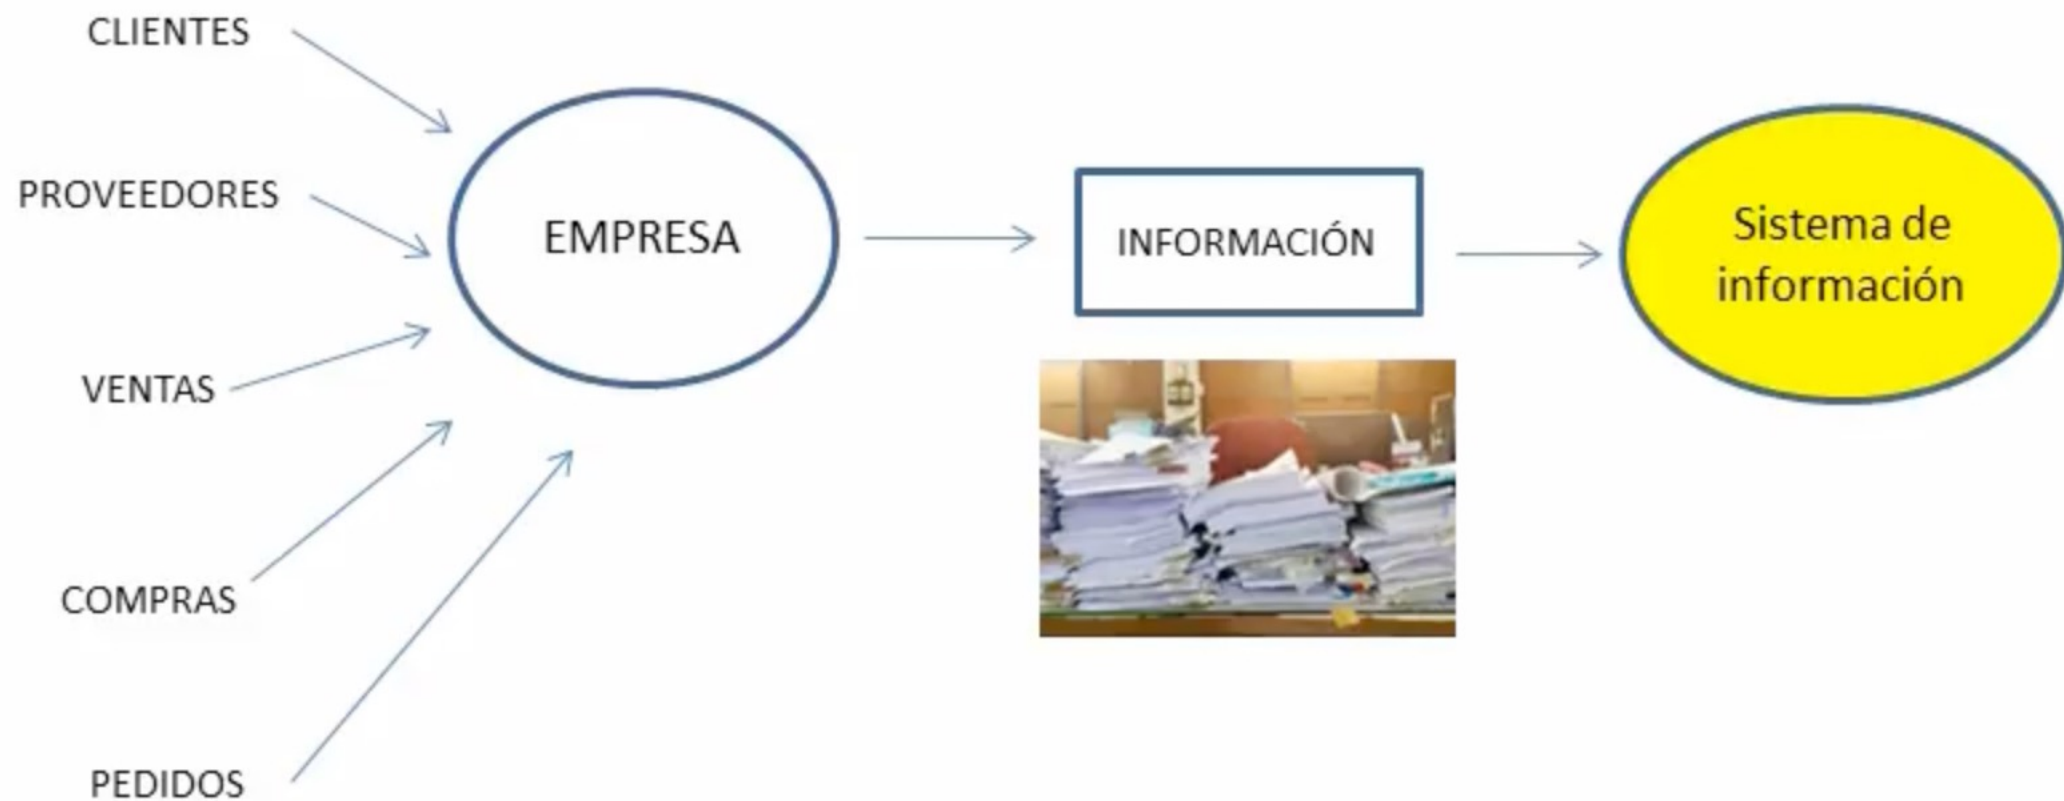 CLIENTES
PROVEEDORES
VENTAS
COMPRAS
PEDIDOS
EMPRESA
INFORMACIÓN
Sistema de
información